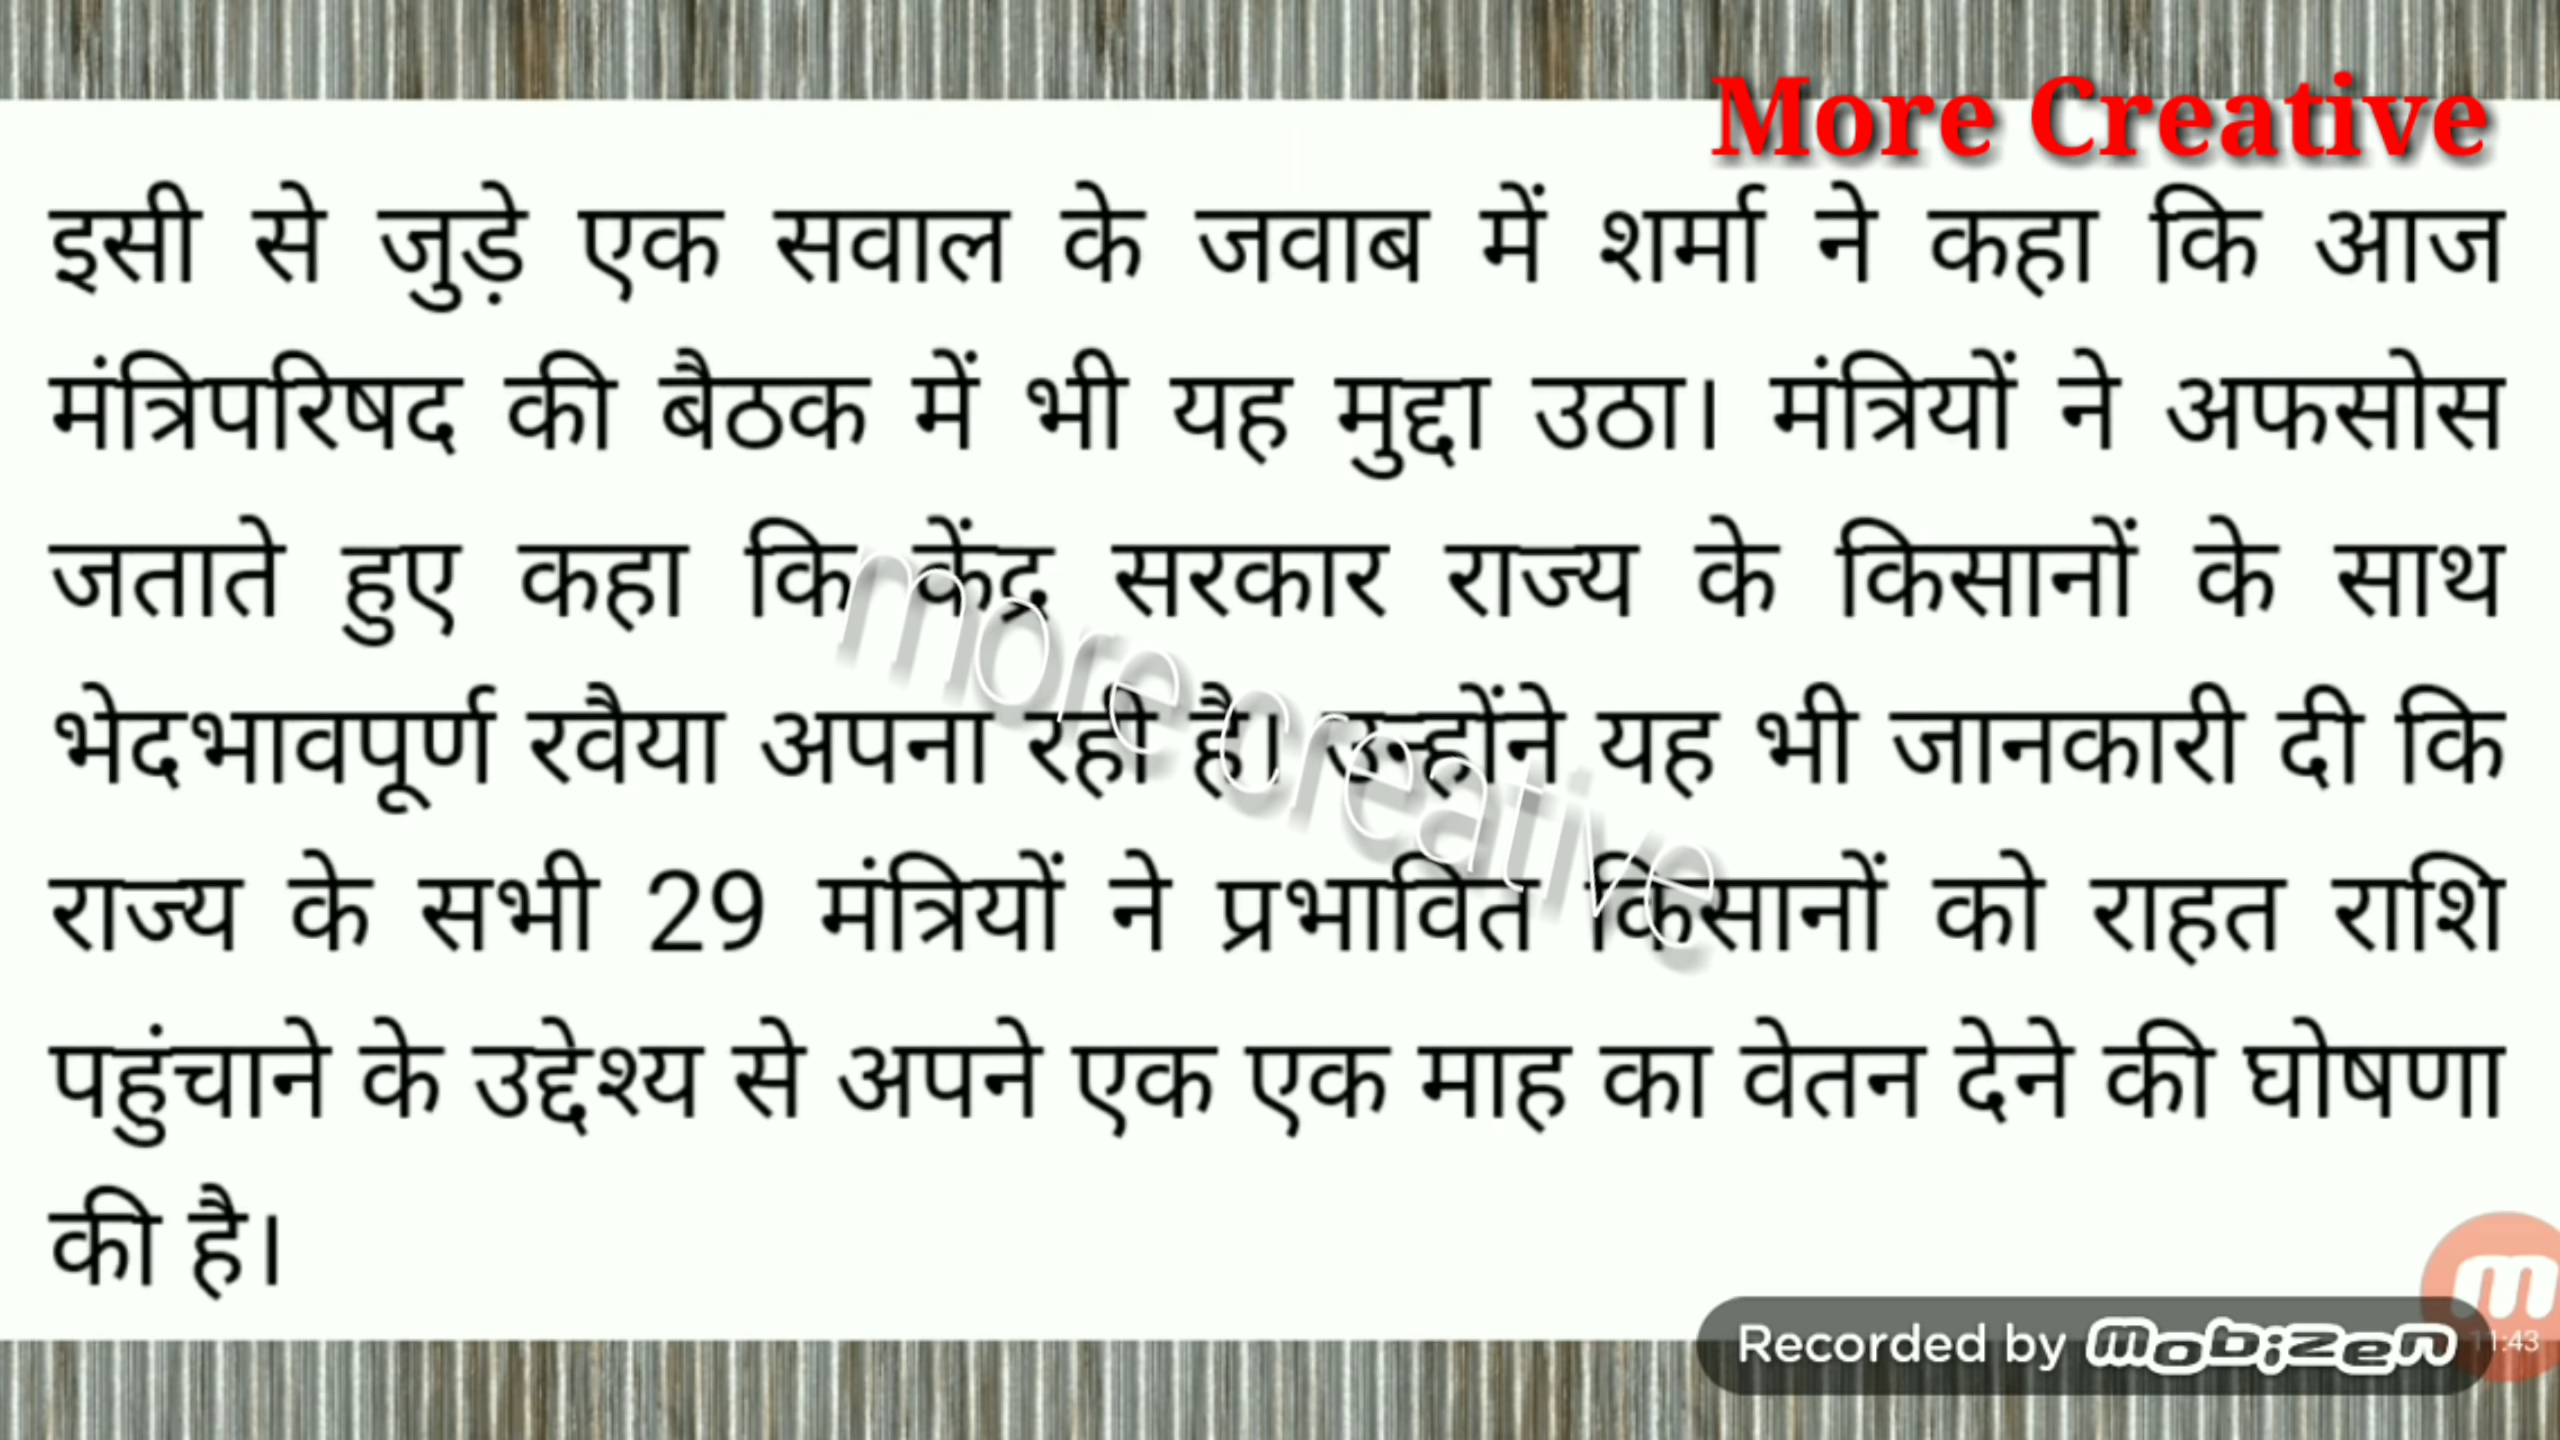 More Creative
इसी से जुड़े एक सवाल के जवाब में शर्मा ने कहा कि आज
मंत्रिपरिषद की बैठक में भी यह मुद्दा उठा। मंत्रियों ने अफसोस
जताते हुए कहा कि केंद्र सरकार राज्य के किसानों के साथ
भेदभावपूर्ण रवैया अपना रही है। उन्होंने यह भी जानकारी दी कि
राज्य के सभी 29 मंत्रियों ने प्रभावित किसानों को राहत राशि
पहुंचाने के उद्देश्य से अपने एक एक माह का वेतन देने की घोषणा
की है।
more creative
Recorded by mobizen
11:43